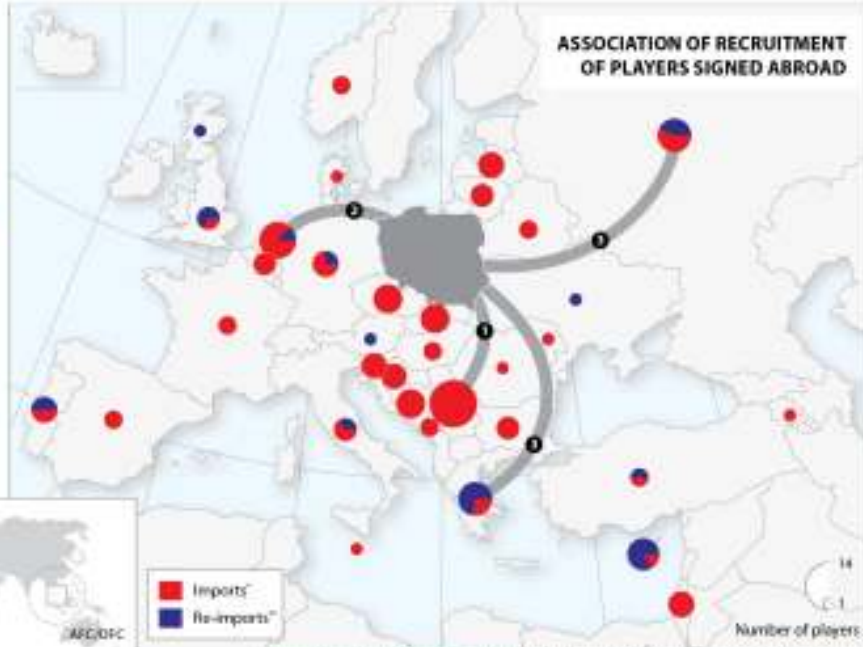 ASSOCIATION OF RECRUITMENT
OF PLAYERS SIGNED ABROAD
3
2
1
3
Imports*
Re-imports**
AFC/OFC
14
1
Number of players